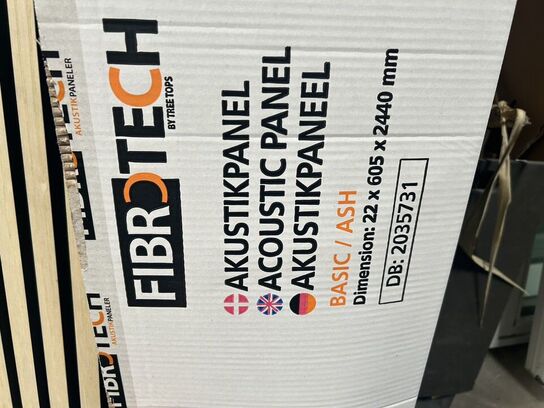 FIBROTECH
BY TREE TOPS
AKUSTIKPANEL
ACOUSTIC PANEL
AKUSTIKPANEEL
BASIC / ASH
Dimension: 22 x 605 x 2440 mm
DB: 2035731
AKUSTIKPANELER
FIBROTECH
AKUSTIKPANELER